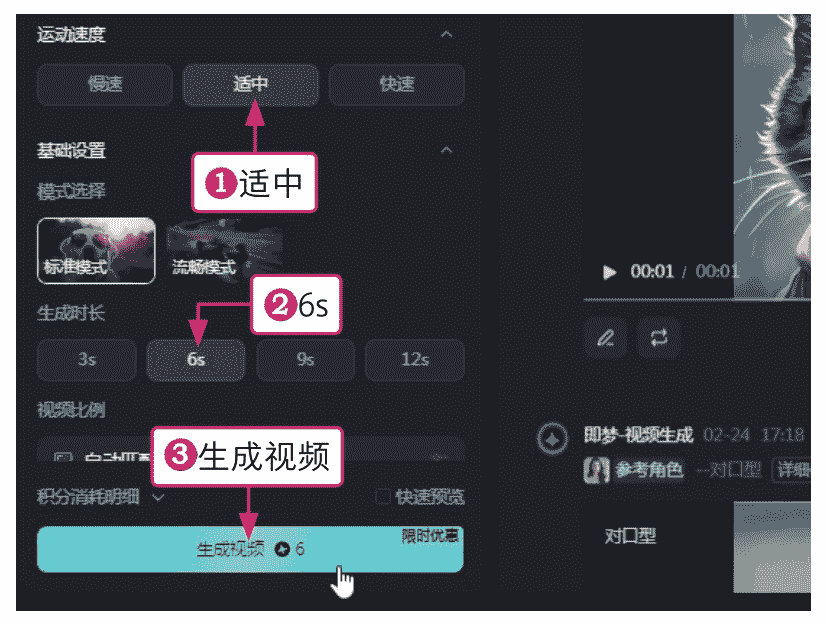 运动速度
慢速
适中
快速
❶适中
基础设置
模式选择
标准模式
流畅模式
生成时长
❷6s
3s
6s
9s
12s
视频比例
❸生成视频
积分消耗明细
快速预览
限时优惠
生成视频 6
00:01 / 00:01
即梦-视频生成 02-24 17:18
参考角色 一对口型 详细
对口型